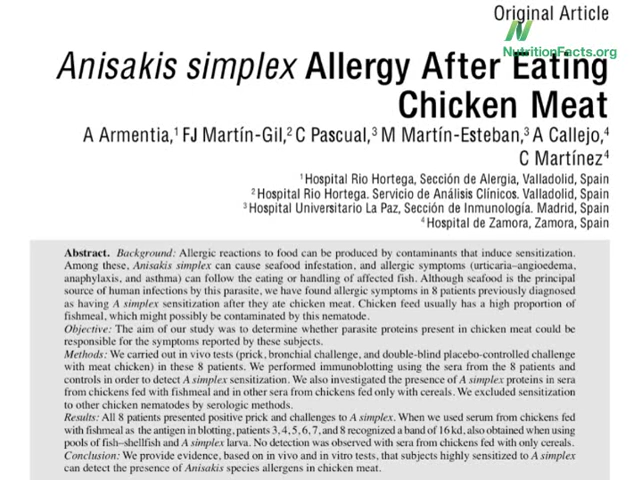 Original Article
NutritionFacts.org
Anisakis simplex Allergy After Eating
Chicken Meat
A Armentia,¹ FJ Martín-Gil,² C Pascual,³ M Martín-Esteban,³ A Callejo,⁴
C Martínez⁴
¹Hospital Rio Hortega, Sección de Alergia, Valladolid, Spain
²Hospital Rio Hortega. Servicio de Análisis Clínicos. Valladolid, Spain
³Hospital Universitario La Paz, Sección de Inmunología. Madrid, Spain
⁴Hospital de Zamora, Zamora, Spain
Abstract. Background: Allergic reactions to food can be produced by contaminants that induce sensitization.
Among these, Anisakis simplex can cause seafood infestation, and allergic symptoms (urticaria–angioedema,
anaphylaxis, and asthma) can follow the eating or handling of affected fish. Although seafood is the principal
source of human infections by this parasite, we have found allergic symptoms in 8 patients previously diagnosed
as having A simplex sensitization after they ate chicken meat. Chicken feed usually has a high proportion of
fishmeal, which might possibly be contaminated by this nematode.
Objective: The aim of our study was to determine whether parasite proteins present in chicken meat could be
responsible for the symptoms reported by these subjects.
Methods: We carried out in vivo tests (prick, bronchial challenge, and double-blind placebo-controlled challenge
with meat chicken) in these 8 patients. We performed immunoblotting using the sera from the 8 patients and
controls in order to detect A simplex sensitization. We also investigated the presence of A simplex proteins in sera
from chickens fed with fishmeal and in other sera from chickens fed only with cereals. We excluded sensitization
to other chicken nematodes by serologic methods.
Results: All 8 patients presented positive prick and challenges to A simplex. When we used serum from chickens fed
with fishmeal as the antigen in blotting, patients 3, 4, 5, 6, 7, and 8 recognized a band of 16 kd, also obtained when using
pools of fish-shellfish and A simplex larva. No detection was observed with sera from chickens fed with only cereals.
Conclusion: We provide evidence, based on in vivo and in vitro tests, that subjects highly sensitized to A simplex
can detect the presence of Anisakis species allergens in chicken meat.